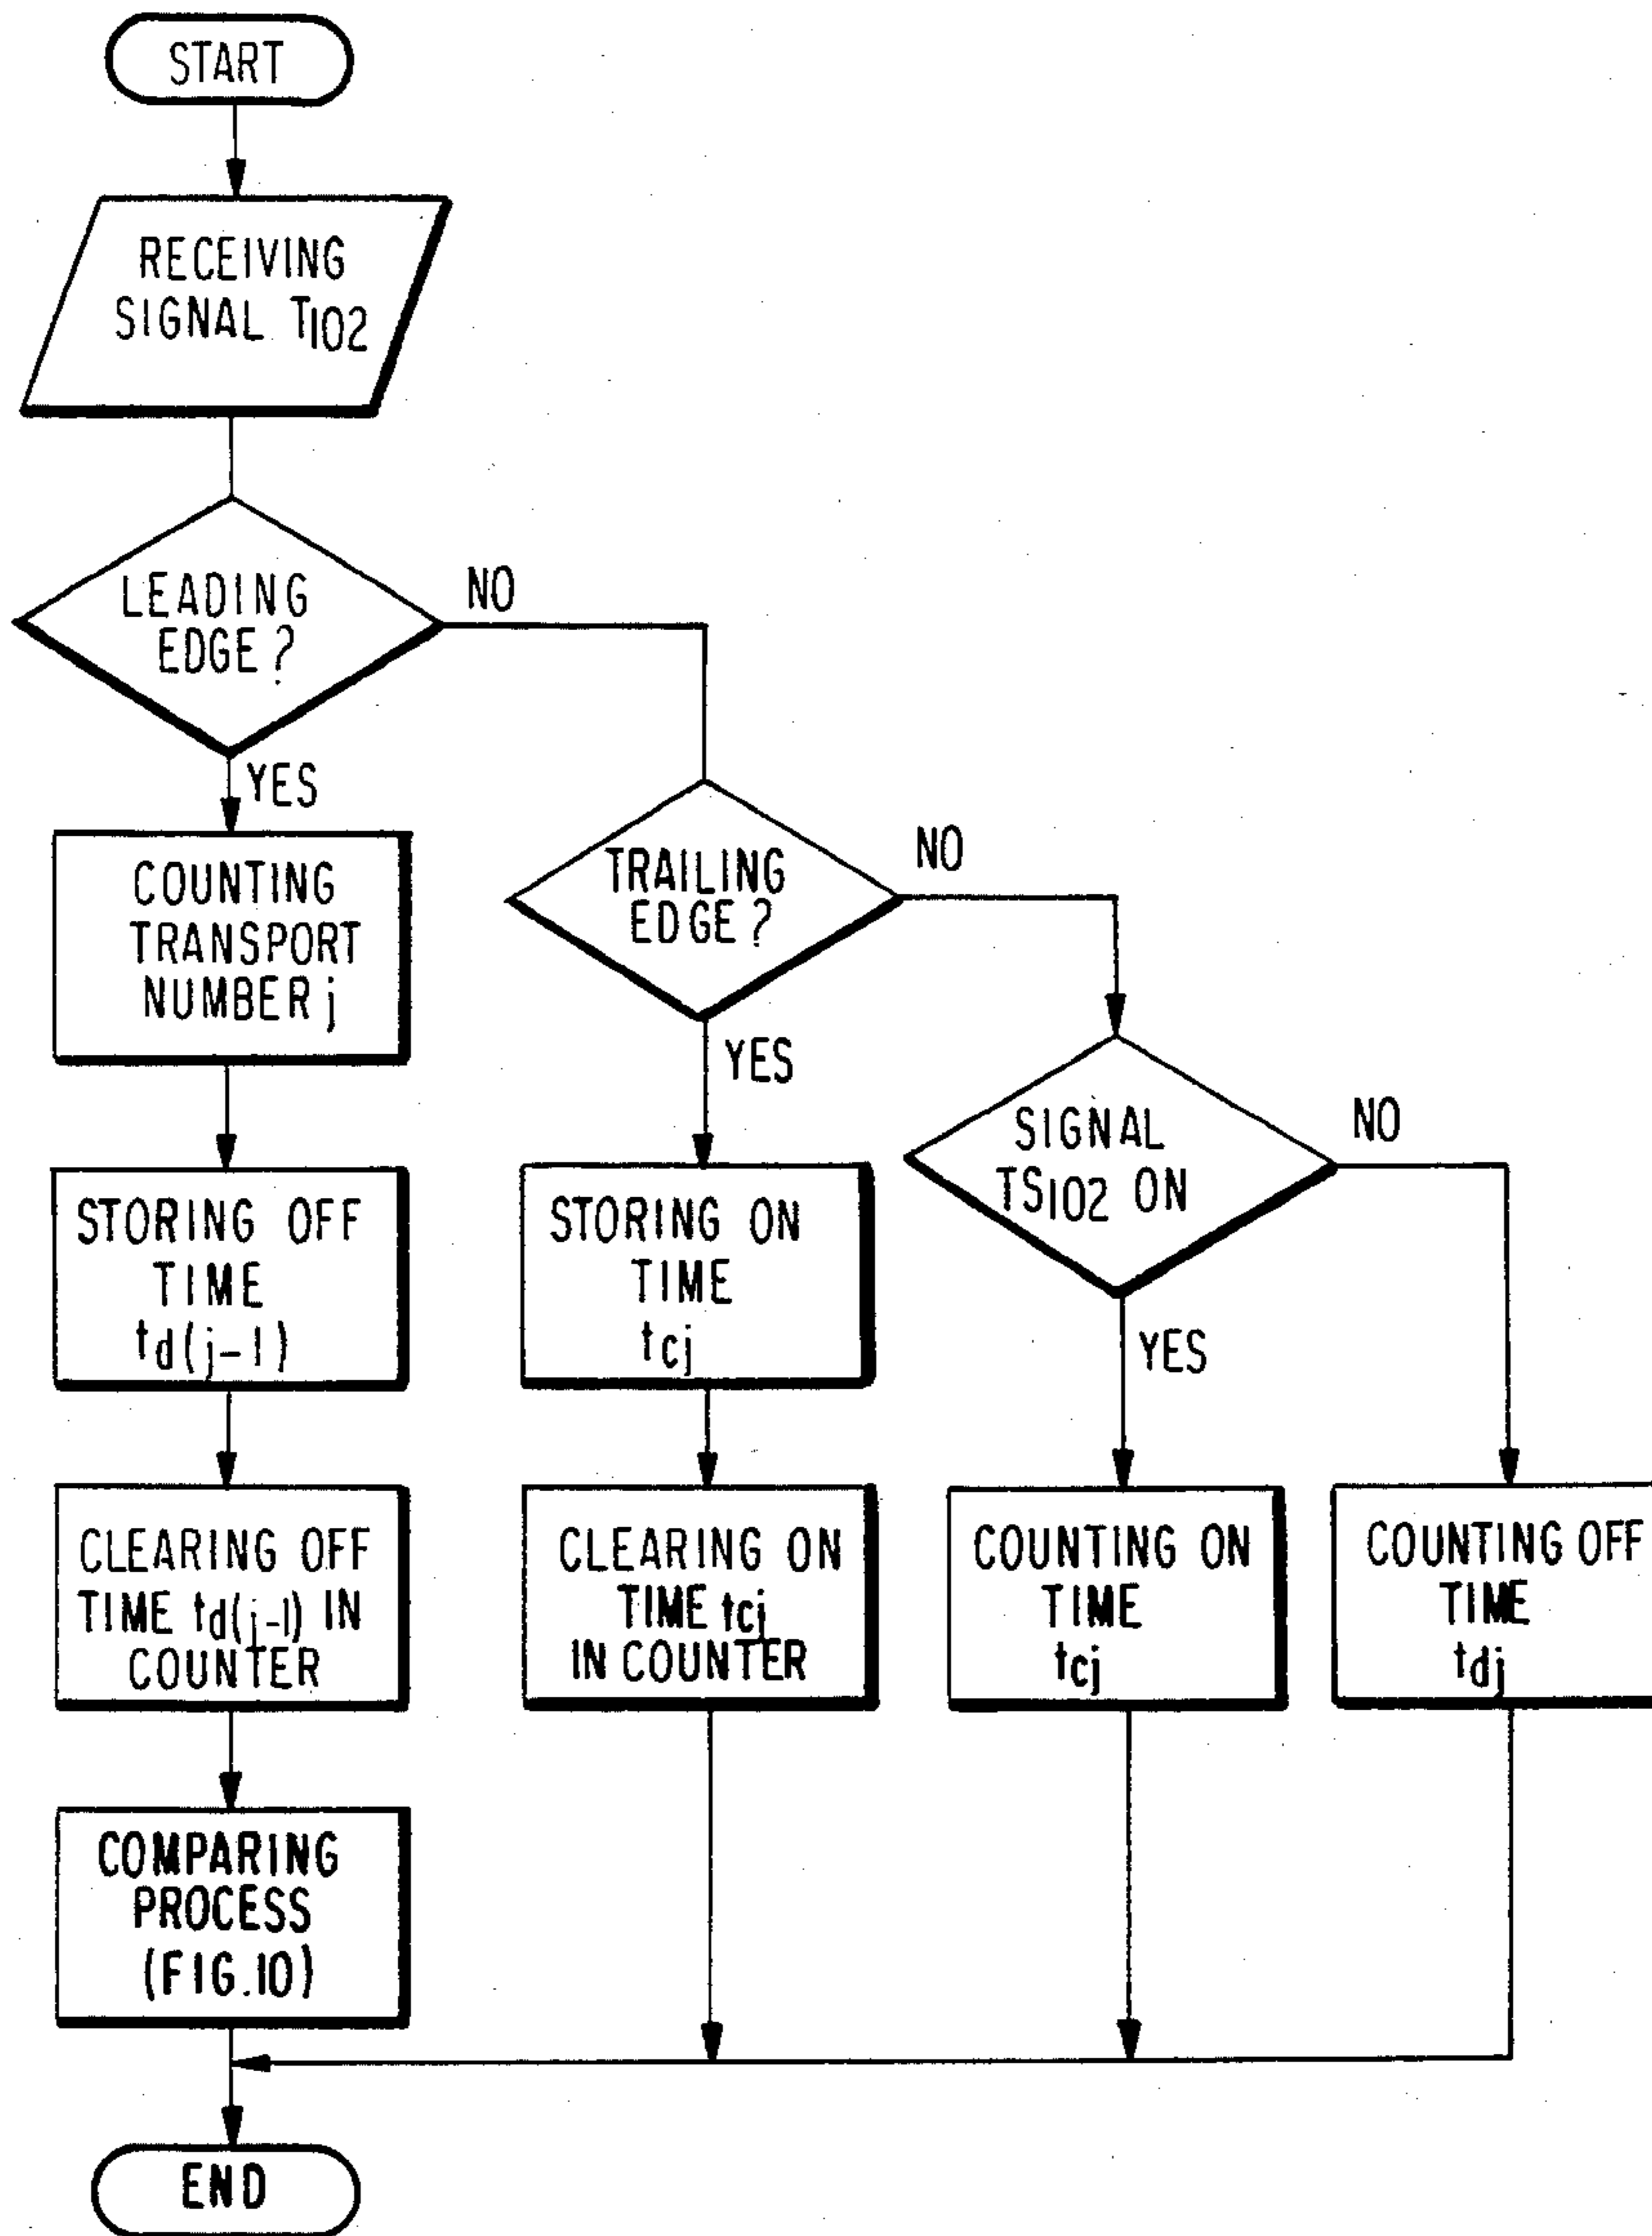 START
RECEIVING
SIGNAL T102
LEADING
EDGE?
NO
YES
COUNTING
TRANSPORT
NUMBER j
TRAILING
EDGE?
NO
YES
SIGNAL
TS102 ON
NO
YES
STORING OFF
TIME
td(j-1)
STORING ON
TIME
tcj
CLEARING OFF
TIME td(j-1) IN
COUNTER
CLEARING ON
TIME tcj
IN COUNTER
COUNTING ON
TIME
tcj
COUNTING OFF
TIME
tdj
COMPARING
PROCESS
(FIG.10)
END